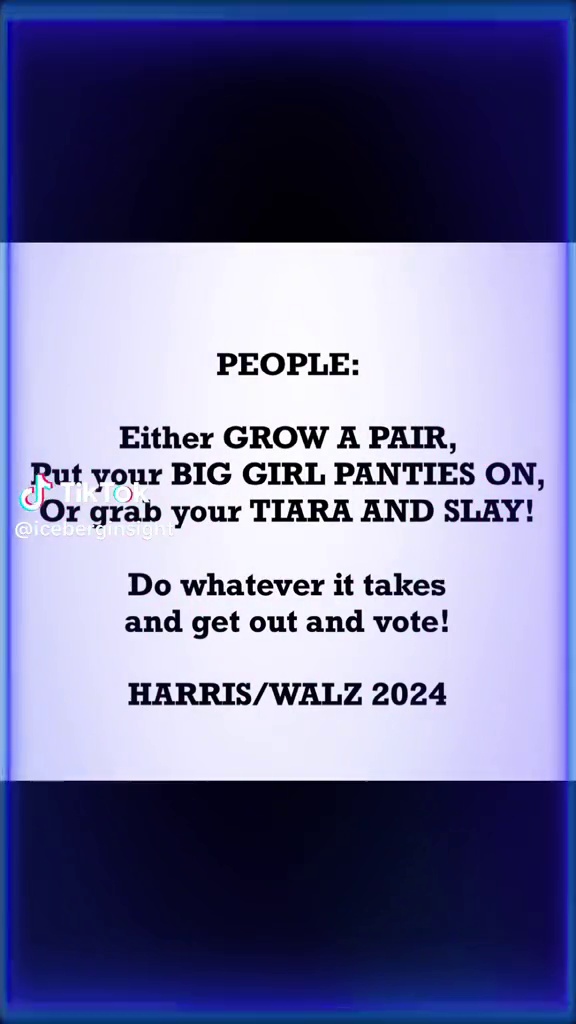 PEOPLE:
Either GROW A PAIR,
Put your BIG GIRL PANTIES ON,
Or grab your TIARA AND SLAY!
TikTok
@iceberginsight
Do whatever it takes
and get out and vote!
HARRIS/WALZ 2024